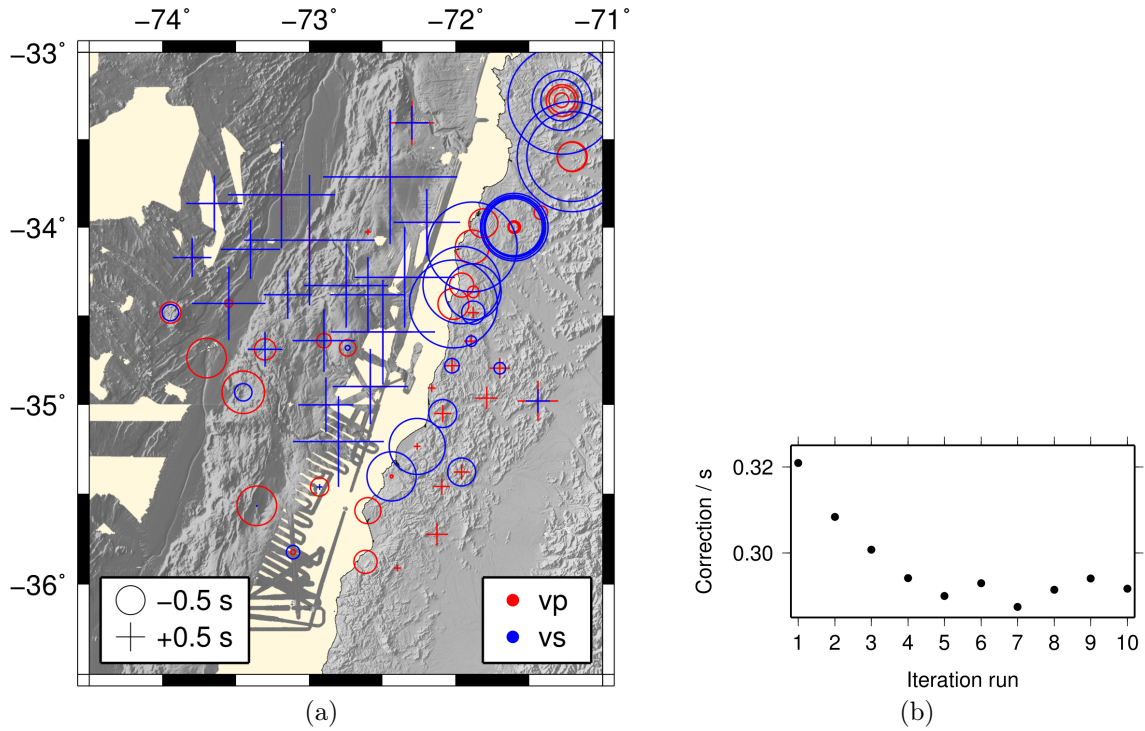 −74˚ −73˚ −72˚ −71˚
−33˚
−34˚
−35˚
−36˚
−0.5 s
+0.5 s
vp
vs
(a)
0.32
0.30
Correction / s
1 2 3 4 5 6 7 8 9 10
Iteration run
(b)